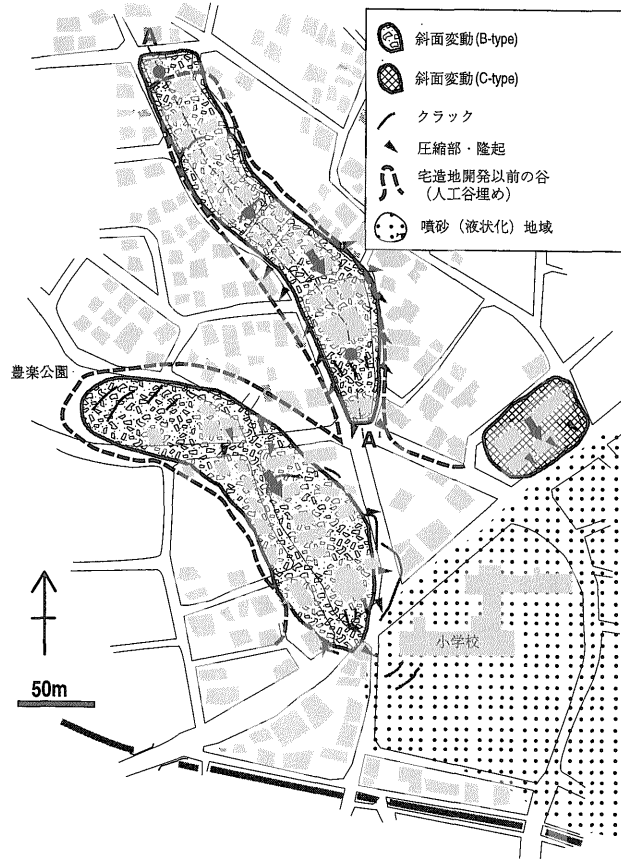 A
斜面変動(B-type)
斜面変動(C-type)
クラック
圧縮部・隆起
宅造地開発以前の谷
(人工谷埋め)
噴砂（液状化）地域
豊楽公園
A'
小学校
50m